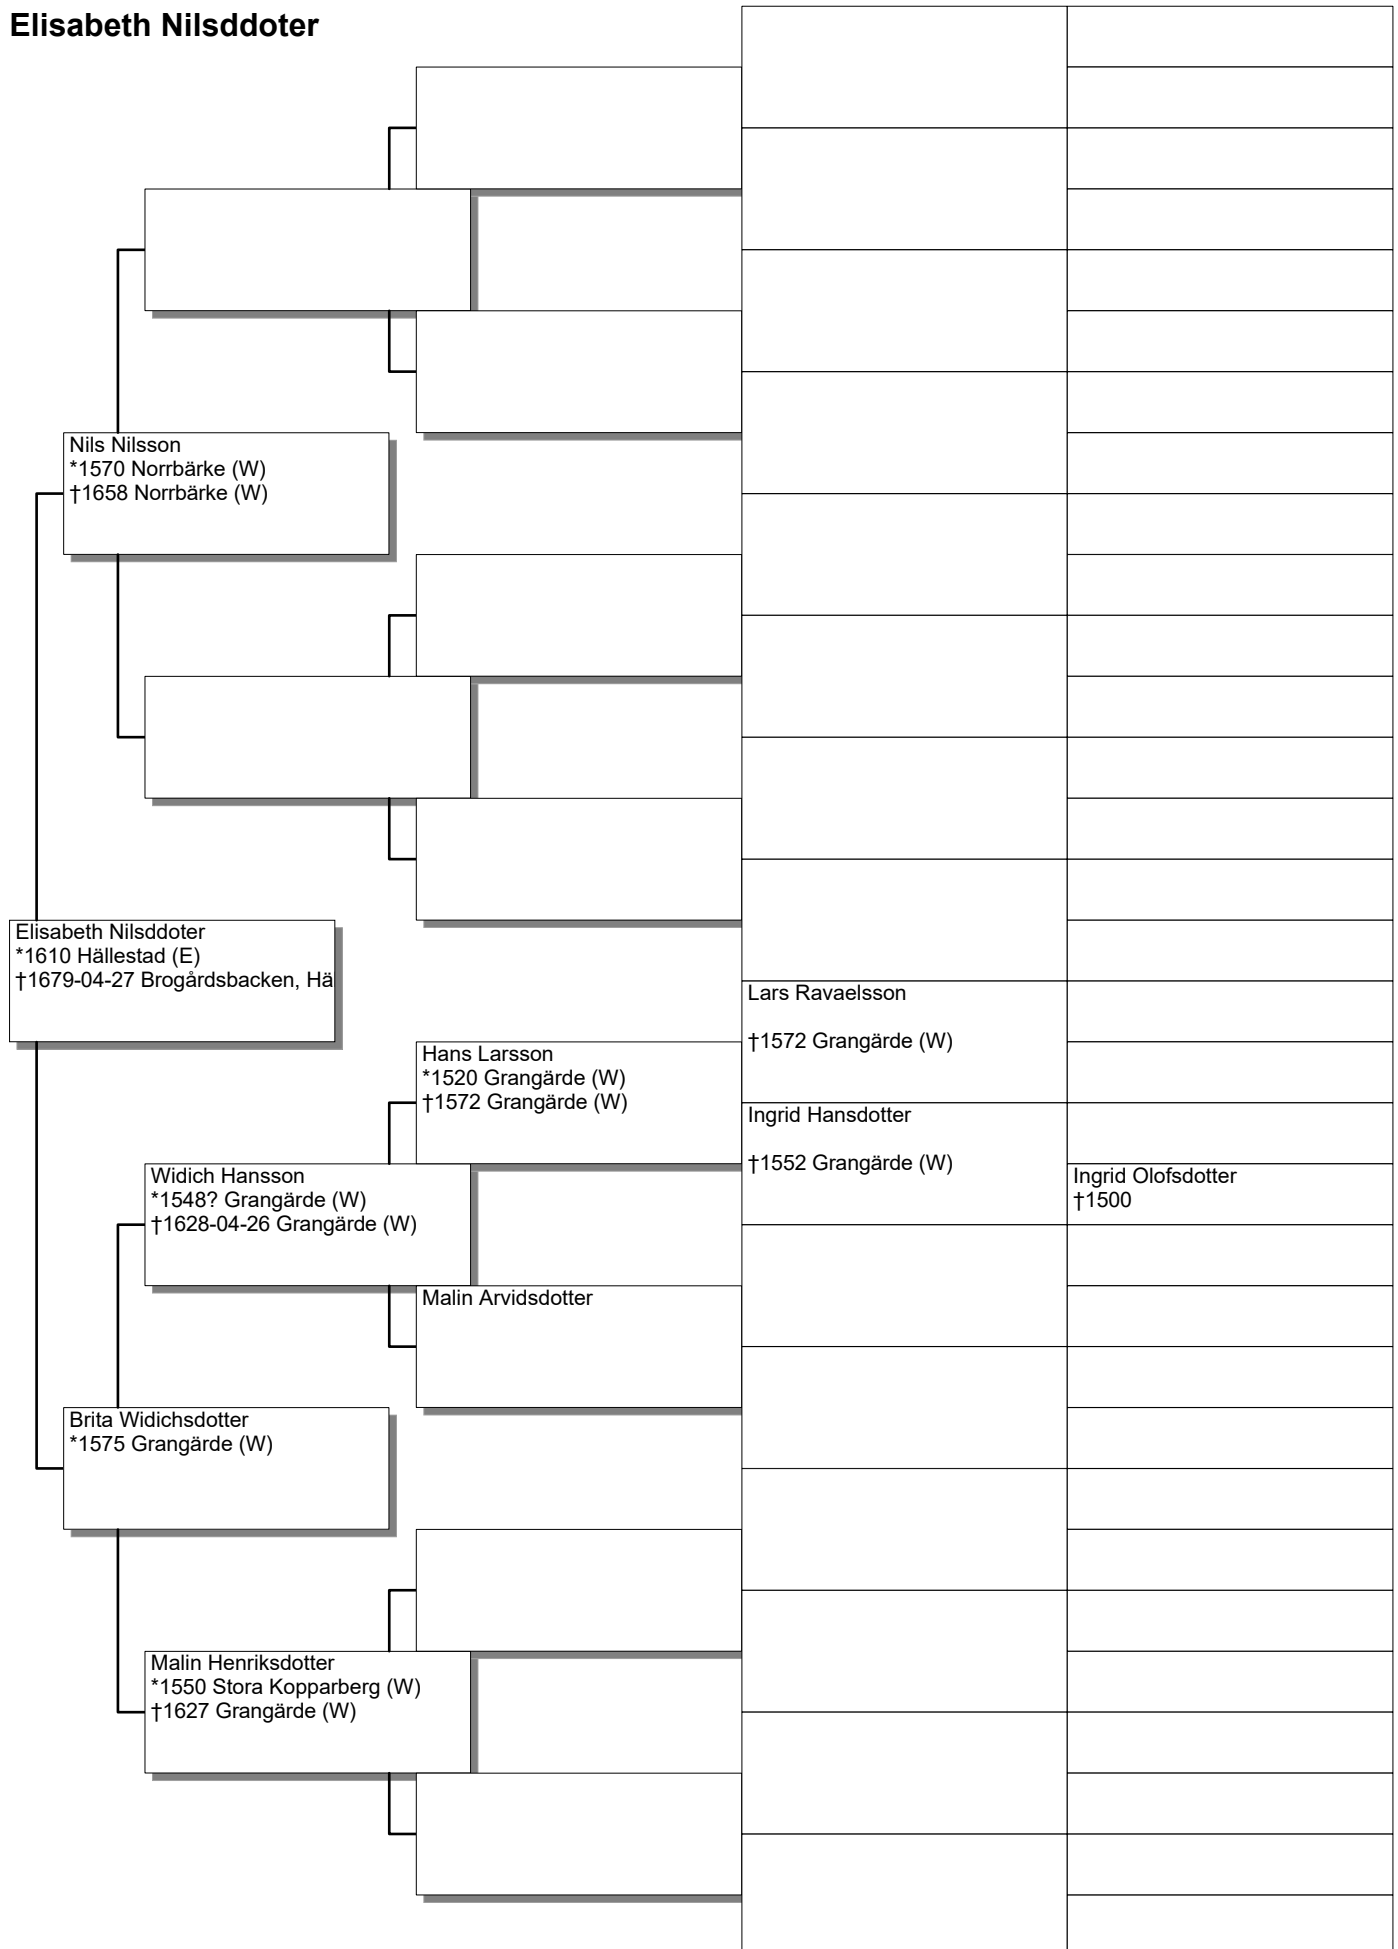 Elisabeth Nilsddoter
Nils Nilsson
*1570 Norrbärke (W)
†1658 Norrbärke (W)
Elisabeth Nilsddoter
*1610 Hällestad (E)
†1679-04-27 Brogårdsbacken, Hä
Lars Ravaelsson
†1572 Grangärde (W)
Hans Larsson
*1520 Grangärde (W)
†1572 Grangärde (W)
Ingrid Hansdotter
†1552 Grangärde (W)
Widich Hansson
*1548? Grangärde (W)
†1628-04-26 Grangärde (W)
Ingrid Olofsdotter
†1500
Malin Arvidsdotter
Brita Widichsdotter
*1575 Grangärde (W)
Malin Henriksdotter
*1550 Stora Kopparberg (W)
†1627 Grangärde (W)